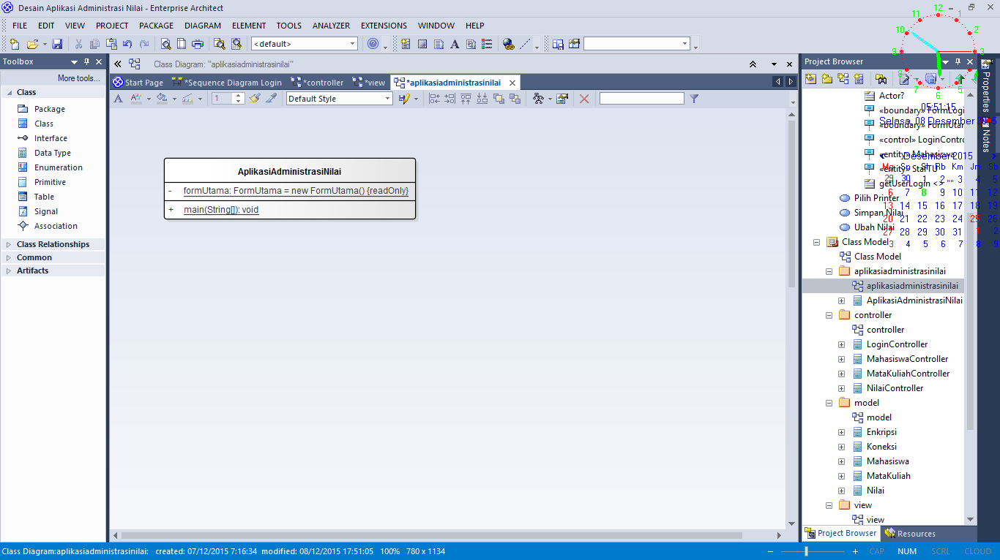 Desain Aplikasi Administrasi Nilai - Enterprise Architect
FILE EDIT VIEW PROJECT PACKAGE DIAGRAM ELEMENT TOOLS ANALYZER EXTENSIONS WINDOW HELP
<default>
Toolbox
More tools...
Class
Package
Class
Interface
Data Type
Enumeration
Primitive
Table
Signal
Association
Class Relationships
Common
Artifacts
Class Diagram: "aplikasiadministrasinilai"
Start Page *Sequence Diagram Login *controller *view *aplikasiadministrasinilai
1 Default Style
AplikasiAdministrasiNilai
- formUtama: FormUtama = new FormUtama() {readOnly}
+ main(String[]): void
12
11 1
10 2
9 3
8
7 6 5
Project Browser
Actor?
«boundary» FormLogi
«boundary» FormUtar
«control» LoginContro
«entity» Mahasiswa
«entity» StafTU
getUserLogin <> ""
Pilih Printer
Simpan Nilai
Ubah Nilai
Class Model
Class Model
aplikasiadministrasinilai
aplikasiadministrasinilai
AplikasiAdministrasiNilai
controller
controller
LoginController
MahasiswaController
MataKuliahController
NilaiController
model
model
Enkripsi
Koneksi
Mahasiswa
MataKuliah
Nilai
view
view
05:51:15
Selasa, 08 Desember 2015
Desember 2015
Mg Sn Sl Rb Km Jm Sb
29 30 1 2 3 4 5
6 7 8 9 10 11 12
13 14 15 16 17 18 19
20 21 22 23 24 25 26
27 28 29 30 31 1 2
3 4 5 6 7 8 9
Properties
Notes
Project Browser Resources
Class Diagram:aplikasiadministrasinilai: created: 07/12/2015 7:16:34 modified: 08/12/2015 17:51:05 100% 780 x 1134
CAP NUM SCRL CLOUD